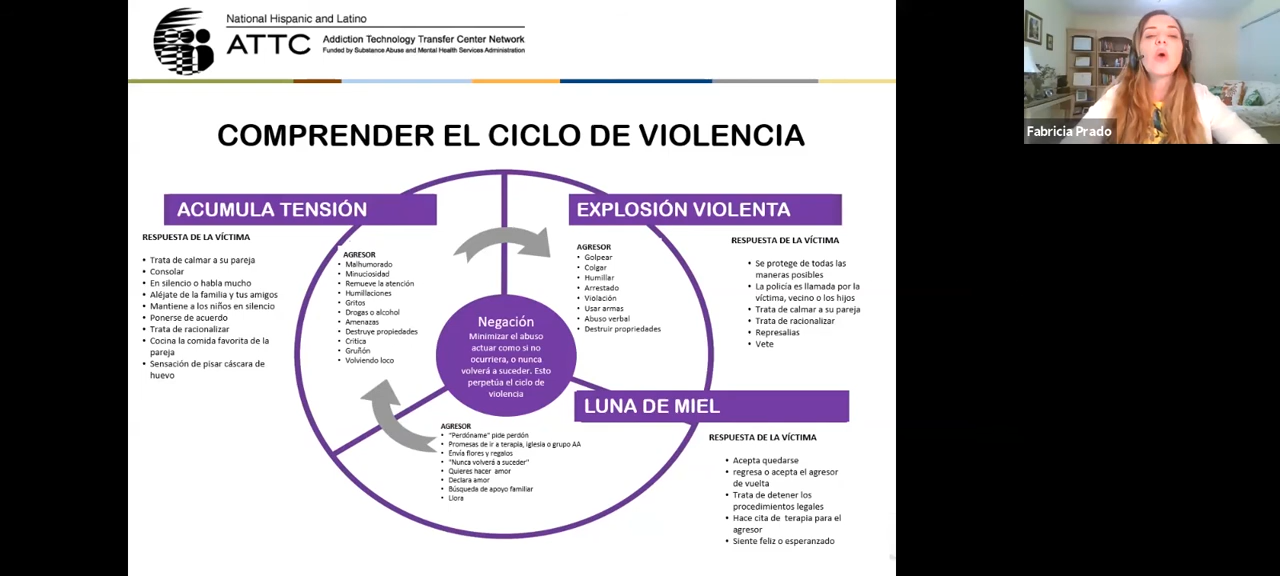 National Hispanic and Latino
ATTC
Addiction Technology Transfer Center Network
Funded by Substance Abuse and Mental Health Services Administration
Fabricia Prado
COMPRENDER EL CICLO DE VIOLENCIA
ACUMULA TENSIÓN
RESPUESTA DE LA VÍCTIMA
• Trata de calmar a su pareja
• Consolar
• En silencio o habla mucho
• Aléjate de la familia y tus amigos
• Mantiene a los niños en silencio
• Ponerse de acuerdo
• Trata de racionalizar
• Cocina la comida favorita de la
pareja
• Sensación de pisar cáscara de
huevo
AGRESOR
• Malhumorado
• Minuciosidad
• Remueve la atención
• Humillaciones
• Gritos
• Drogas o alcohol
• Amenazas
• Destruye propiedades
• Critica
• Gruñón
• Volviendo loco
EXPLOSIÓN VIOLENTA
AGRESOR
• Golpear
• Colgar
• Humillar
• Arrestado
• Violación
• Usar armas
• Abuso verbal
• Destruir propriedades
RESPUESTA DE LA VÍCTIMA
• Se protege de todas las
maneras posibles
• La policía es llamada por la
víctima, vecino o los hijos
• Trata de calmar a su pareja
• Trata de racionalizar
• Represalias
• Vete
Negación
Minimizar el abuso
actuar como si no
ocurriera, o nunca
volverá a suceder. Esto
perpetúa el ciclo de
violencia
LUNA DE MIEL
AGRESOR
• "Perdóname" pide perdón
• Promesas de ir a terapia, iglesia o grupo AA
• Envía flores y regalos
• "Nunca volverá a suceder"
• Quieres hacer amor
• Declara amor
• Búsqueda de apoyo familiar
• Llora
RESPUESTA DE LA VÍCTIMA
• Acepta quedarse
• regresa o acepta el agresor
de vuelta
• Trata de detener los
procedimientos legales
• Hace cita de terapia para el
agresor
• Siente feliz o esperanzado